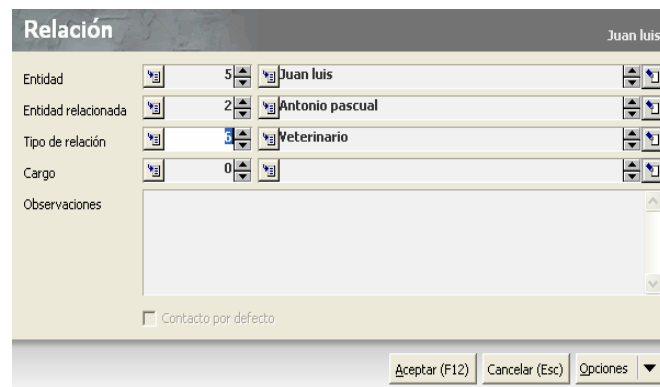 Relación
Juan luis
Entidad 5 Juan luis
Entidad relacionada 2 Antonio pascual
Tipo de relación 6 Veterinario
Cargo 0
Observaciones
Contacto por defecto
Aceptar (F12) Cancelar (Esc) Opciones